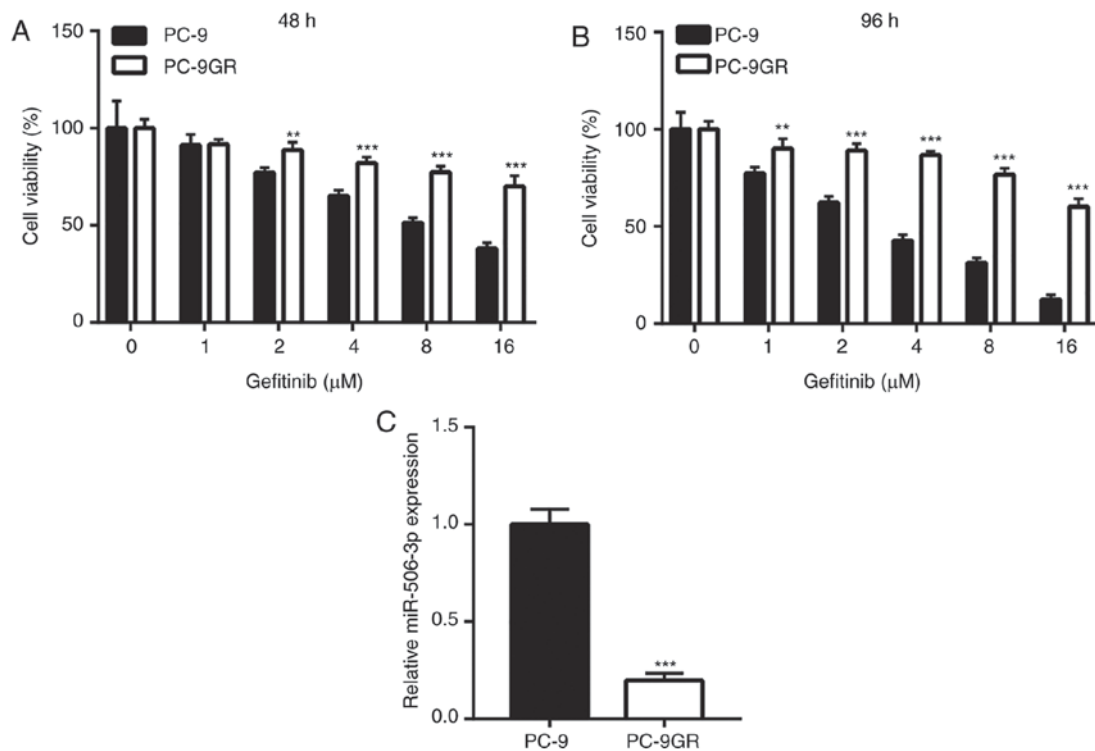 A
48 h
PC-9
PC-9GR
Cell viability (%)
150
100
50
0
** *** *** ***
0 1 2 4 8 16
Gefitinib (μM)
B
96 h
PC-9
PC-9GR
Cell viability (%)
150
100
50
0
** *** *** *** ***
0 1 2 4 8 16
Gefitinib (μM)
C
Relative miR-506-3p expression
1.5
1.0
0.5
0.0
***
PC-9 PC-9GR